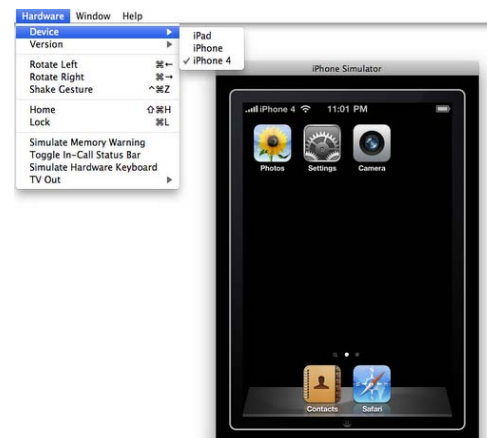 Hardware Window Help
Device
Version
Rotate Left ⌘←
Rotate Right ⌘→
Shake Gesture ^⌘Z
Home ⇧⌘H
Lock ⌘L
Simulate Memory Warning
Toggle In-Call Status Bar
Simulate Hardware Keyboard
TV Out
iPad
iPhone
✓ iPhone 4
iPhone Simulator
iPhone 4 11:01 PM
Photos Settings Camera
Contacts Safari